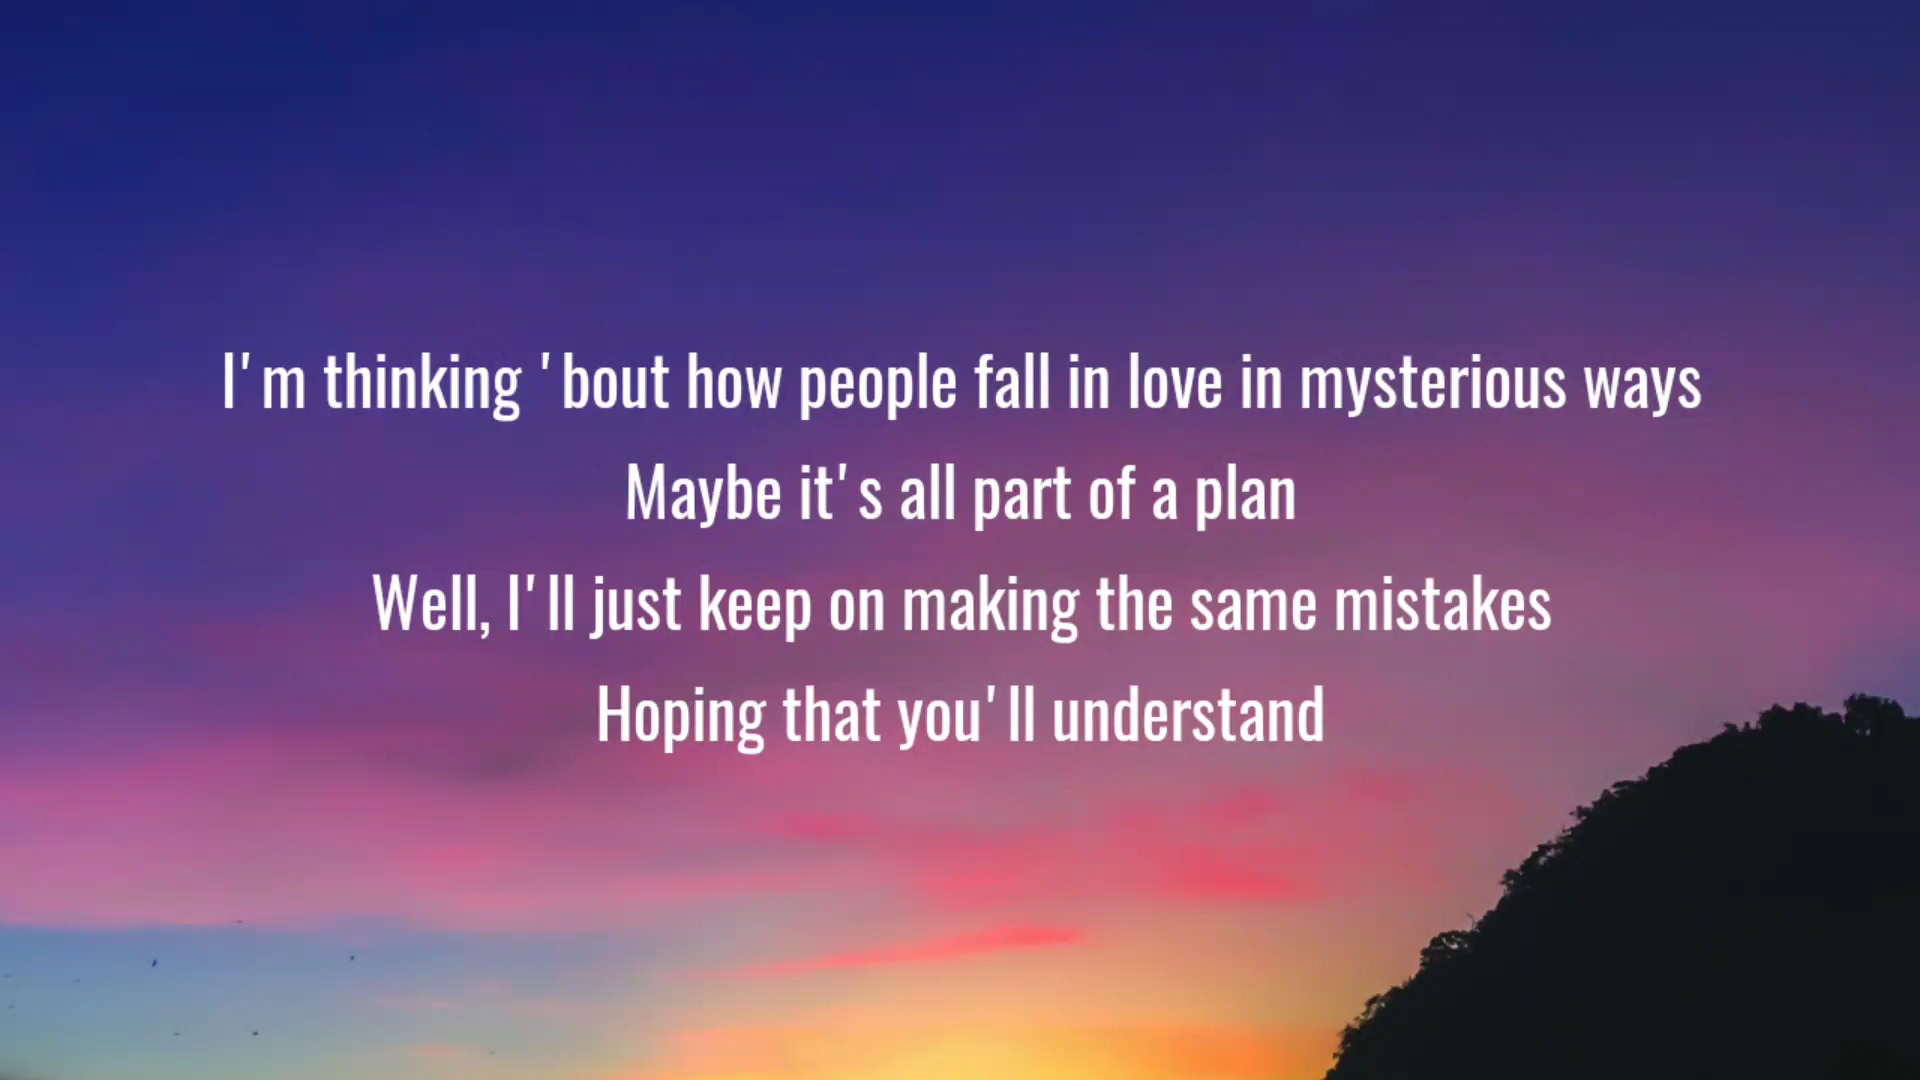 I'm thinking 'bout how people fall in love in mysterious ways
Maybe it's all part of a plan
Well, I'll just keep on making the same mistakes
Hoping that you'll understand